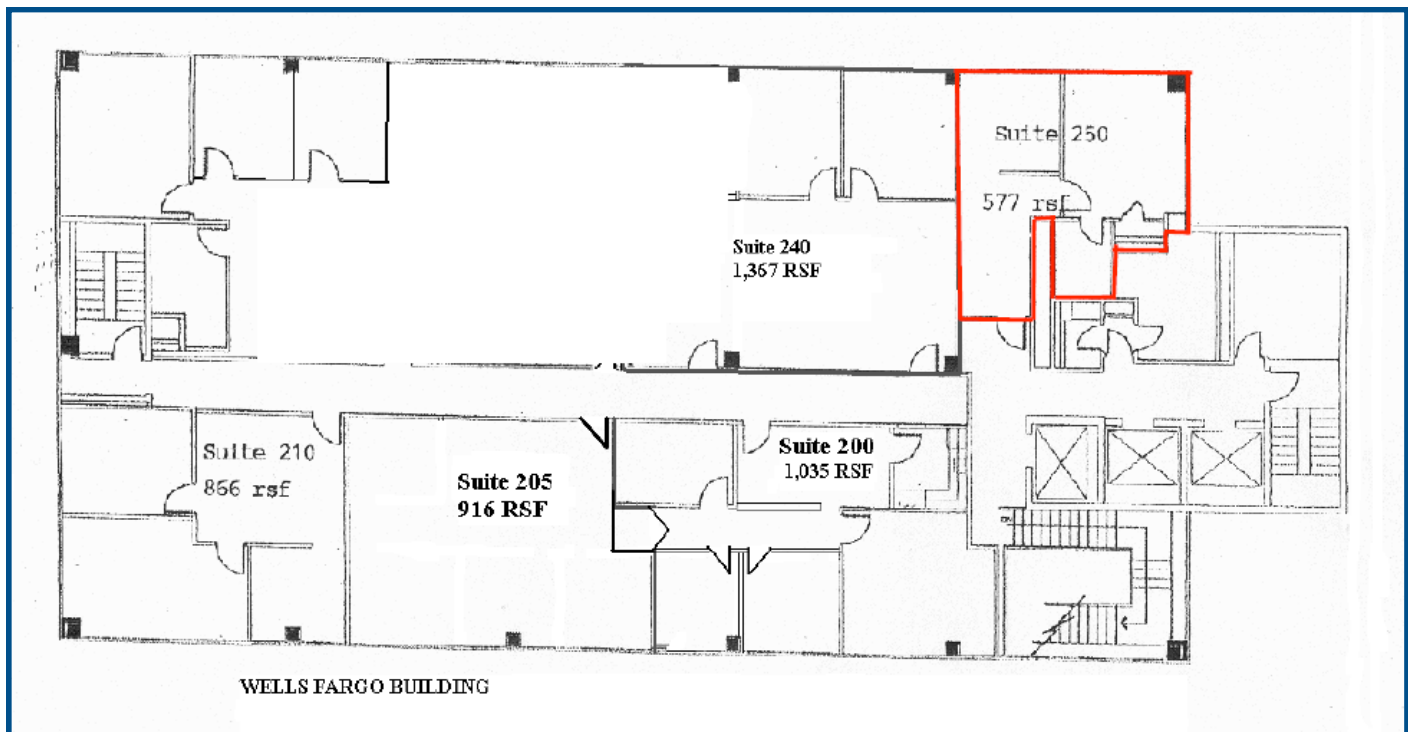 Suite 250
577 rsf
Suite 240
1,367 RSF
Suite 210
866 rsf
Suite 205
916 RSF
Suite 200
1,035 RSF
WELLS FARGO BUILDING